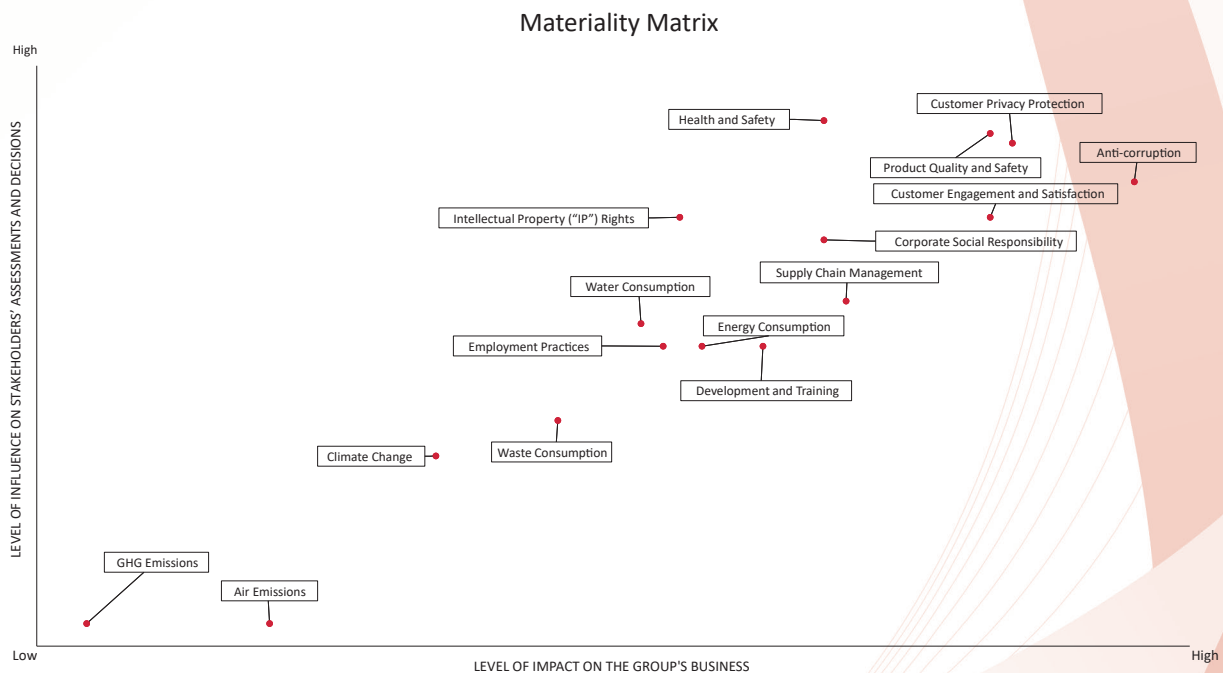 Materiality Matrix
High
LEVEL OF INFLUENCE ON STAKEHOLDERS' ASSESSMENTS AND DECISIONS
Customer Privacy Protection
Health and Safety
Anti-corruption
Product Quality and Safety
Customer Engagement and Satisfaction
Intellectual Property (“IP”) Rights
Corporate Social Responsibility
Supply Chain Management
Water Consumption
Energy Consumption
Employment Practices
Development and Training
Waste Consumption
Climate Change
GHG Emissions
Air Emissions
Low
High
LEVEL OF IMPACT ON THE GROUP'S BUSINESS